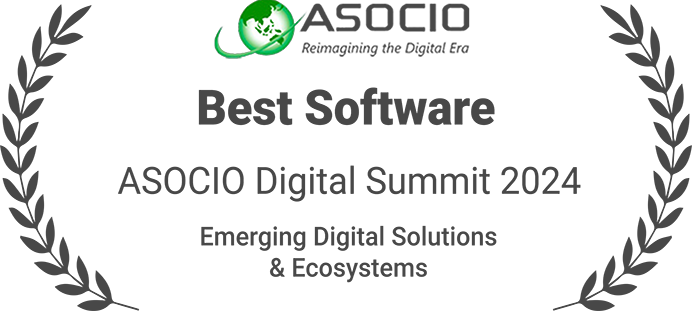 ASOCIO
Reimagining the Digital Era
Best Software
ASOCIO Digital Summit 2024
Emerging Digital Solutions
& Ecosystems